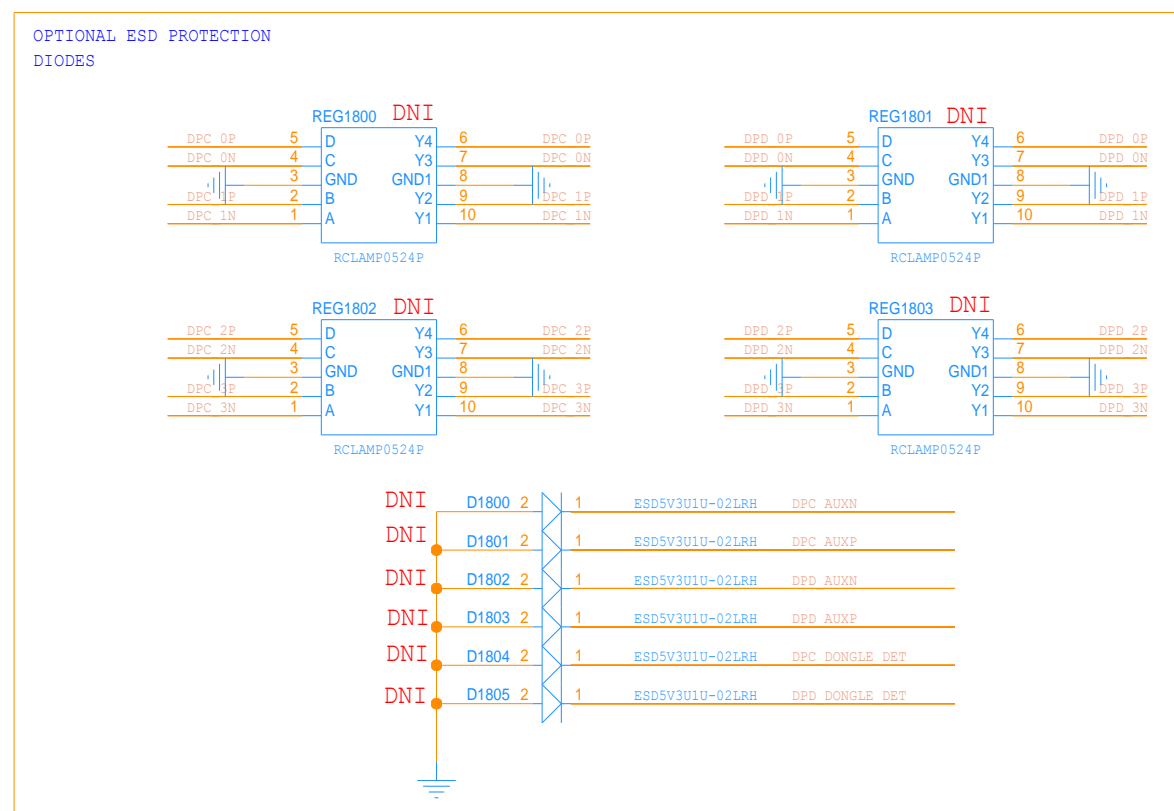 OPTIONAL ESD PROTECTION
DIODES
REG1800 DNI REG1801 DNI
DPC 0P 5 D Y4 6 DPC 0P DPD 0P 5 D Y4 6 DPD 0P
DPC 0N 4 C Y3 7 DPC 0N DPD 0N 4 C Y3 7 DPD 0N
3 GND GND1 8 3 GND GND1 8
DPC 1P 2 B Y2 9 DPC 1P DPD 1P 2 B Y2 9 DPD 1P
DPC 1N 1 A Y1 10 DPC 1N DPD 1N 1 A Y1 10 DPD 1N
RCLAMP0524P RCLAMP0524P
REG1802 DNI REG1803 DNI
DPC 2P 5 D Y4 6 DPC 2P DPD 2P 5 D Y4 6 DPD 2P
DPC 2N 4 C Y3 7 DPC 2N DPD 2N 4 C Y3 7 DPD 2N
3 GND GND1 8 3 GND GND1 8
DPC 3P 2 B Y2 9 DPC 3P DPD 3P 2 B Y2 9 DPD 3P
DPC 3N 1 A Y1 10 DPC 3N DPD 3N 1 A Y1 10 DPD 3N
RCLAMP0524P RCLAMP0524P
DNI D1800 2 1 ESD5V3U1U-02LRH DPC AUXN
DNI D1801 2 1 ESD5V3U1U-02LRH DPC AUXP
DNI D1802 2 1 ESD5V3U1U-02LRH DPD AUXN
DNI D1803 2 1 ESD5V3U1U-02LRH DPD AUXP
DNI D1804 2 1 ESD5V3U1U-02LRH DPC DONGLE DET
DNI D1805 2 1 ESD5V3U1U-02LRH DPD DONGLE DET